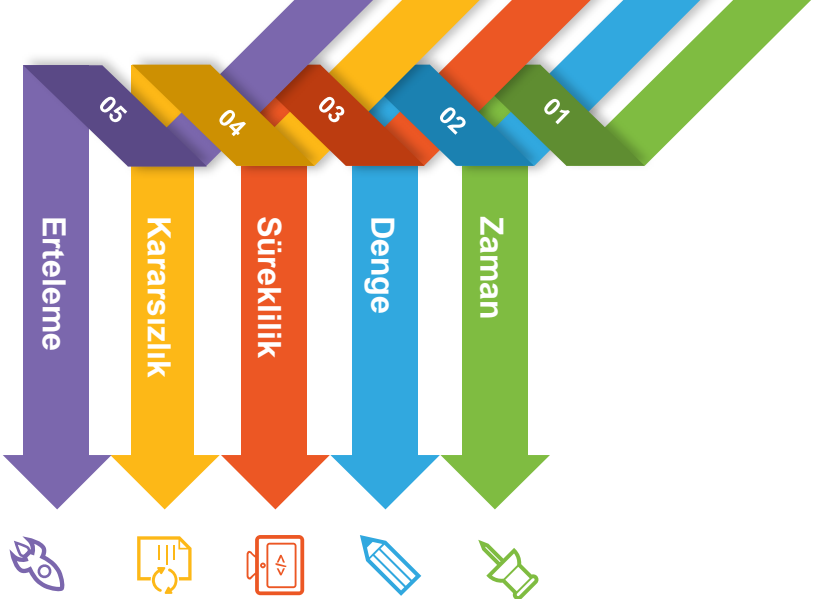 05
04
03
02
01
Erteleme
Kararsızlık
Süreklilik
Denge
Zaman
</>